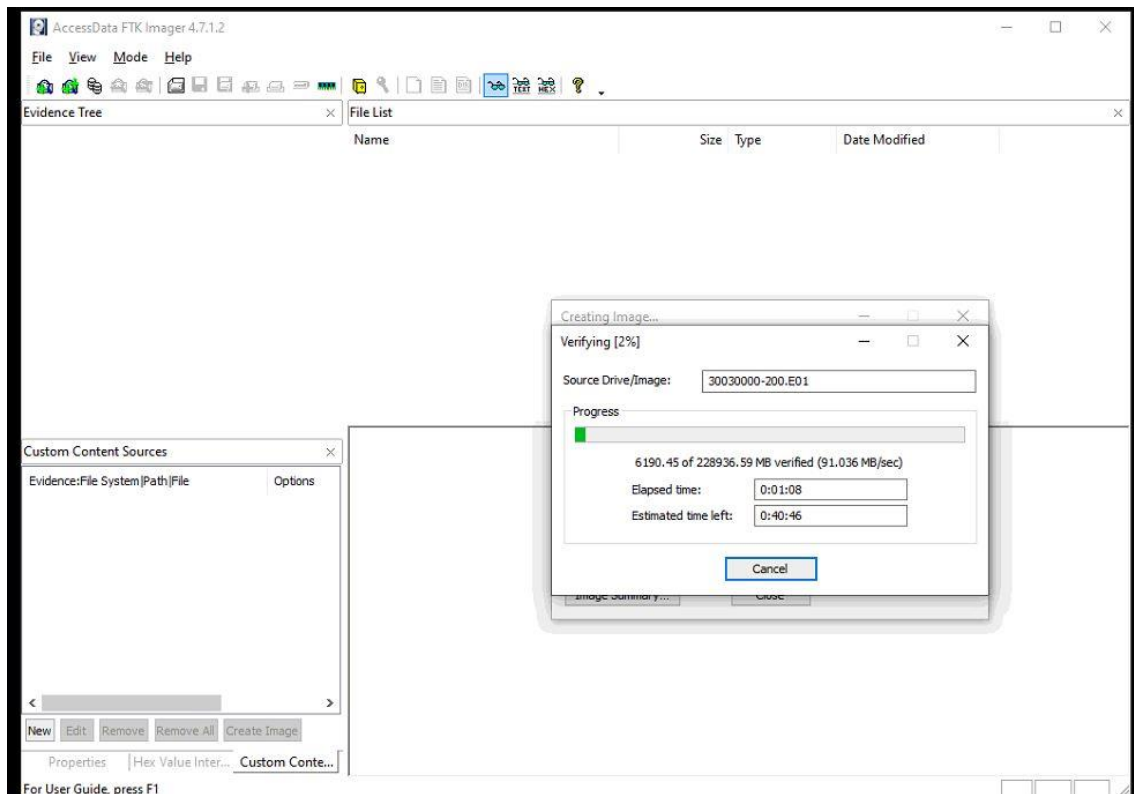 AccessData FTK Imager 4.7.1.2
File View Mode Help
Evidence Tree
File List
Name Size Type Date Modified
Creating Image...
Verifying [2%]
Source Drive/Image: 30030000-200.E01
Progress
6190.45 of 228936.59 MB verified (91.036 MB/sec)
Elapsed time: 0:01:08
Estimated time left: 0:40:46
Cancel
Image Summary... Close
Custom Content Sources
Evidence:File System|Path|File Options
New Edit Remove Remove All Create Image
Properties Hex Value Inter... Custom Conte...
For User Guide, press F1